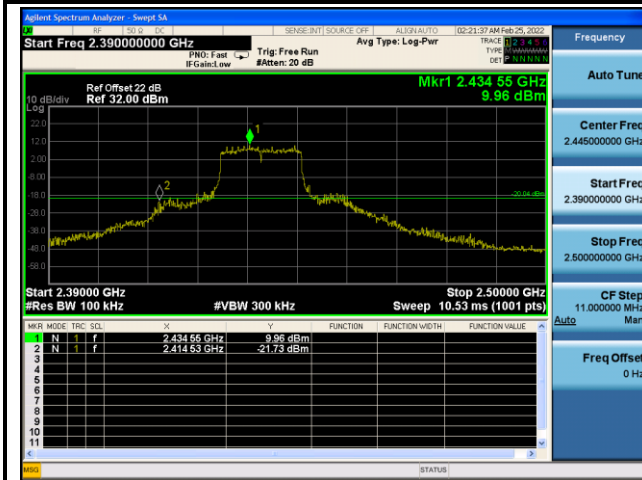 Agilent Spectrum Analyzer - Swept SA
RF 50 Ω DC SENSE:INT SOURCE OFF ALIGN AUTO 02:21:37 AM Feb 25, 2022
Start Freq 2.390000000 GHz
PNO: Fast
IFGain:Low
Trig: Free Run
#Atten: 20 dB
Avg Type: Log-Pwr
TRACE 1 2 3 4 5 6
TYPE M
DET P N N N N N
Ref Offset 22 dB
Ref 32.00 dBm
10 dB/div
Log
Mkr1 2.434 55 GHz
9.96 dBm
22.0
12.0
2.00
-8.00
-18.0
-28.0
-38.0
-48.0
-58.0
1
2
-20.04 dBm
Start 2.39000 GHz
#Res BW 100 kHz
#VBW 300 kHz
Stop 2.50000 GHz
Sweep 10.53 ms (1001 pts)
MKR MODE TRC SCL X Y FUNCTION FUNCTION WIDTH FUNCTION VALUE
1 N 1 f 2.434 55 GHz 9.96 dBm
2 N 1 f 2.414 53 GHz -21.73 dBm
3
4
5
6
7
8
9
10
11
MSG
STATUS
Frequency
Auto Tune
Center Freq
2.445000000 GHz
Start Freq
2.390000000 GHz
Stop Freq
2.500000000 GHz
CF Step
11.000000 MHz
Auto Man
Freq Offset
0 Hz